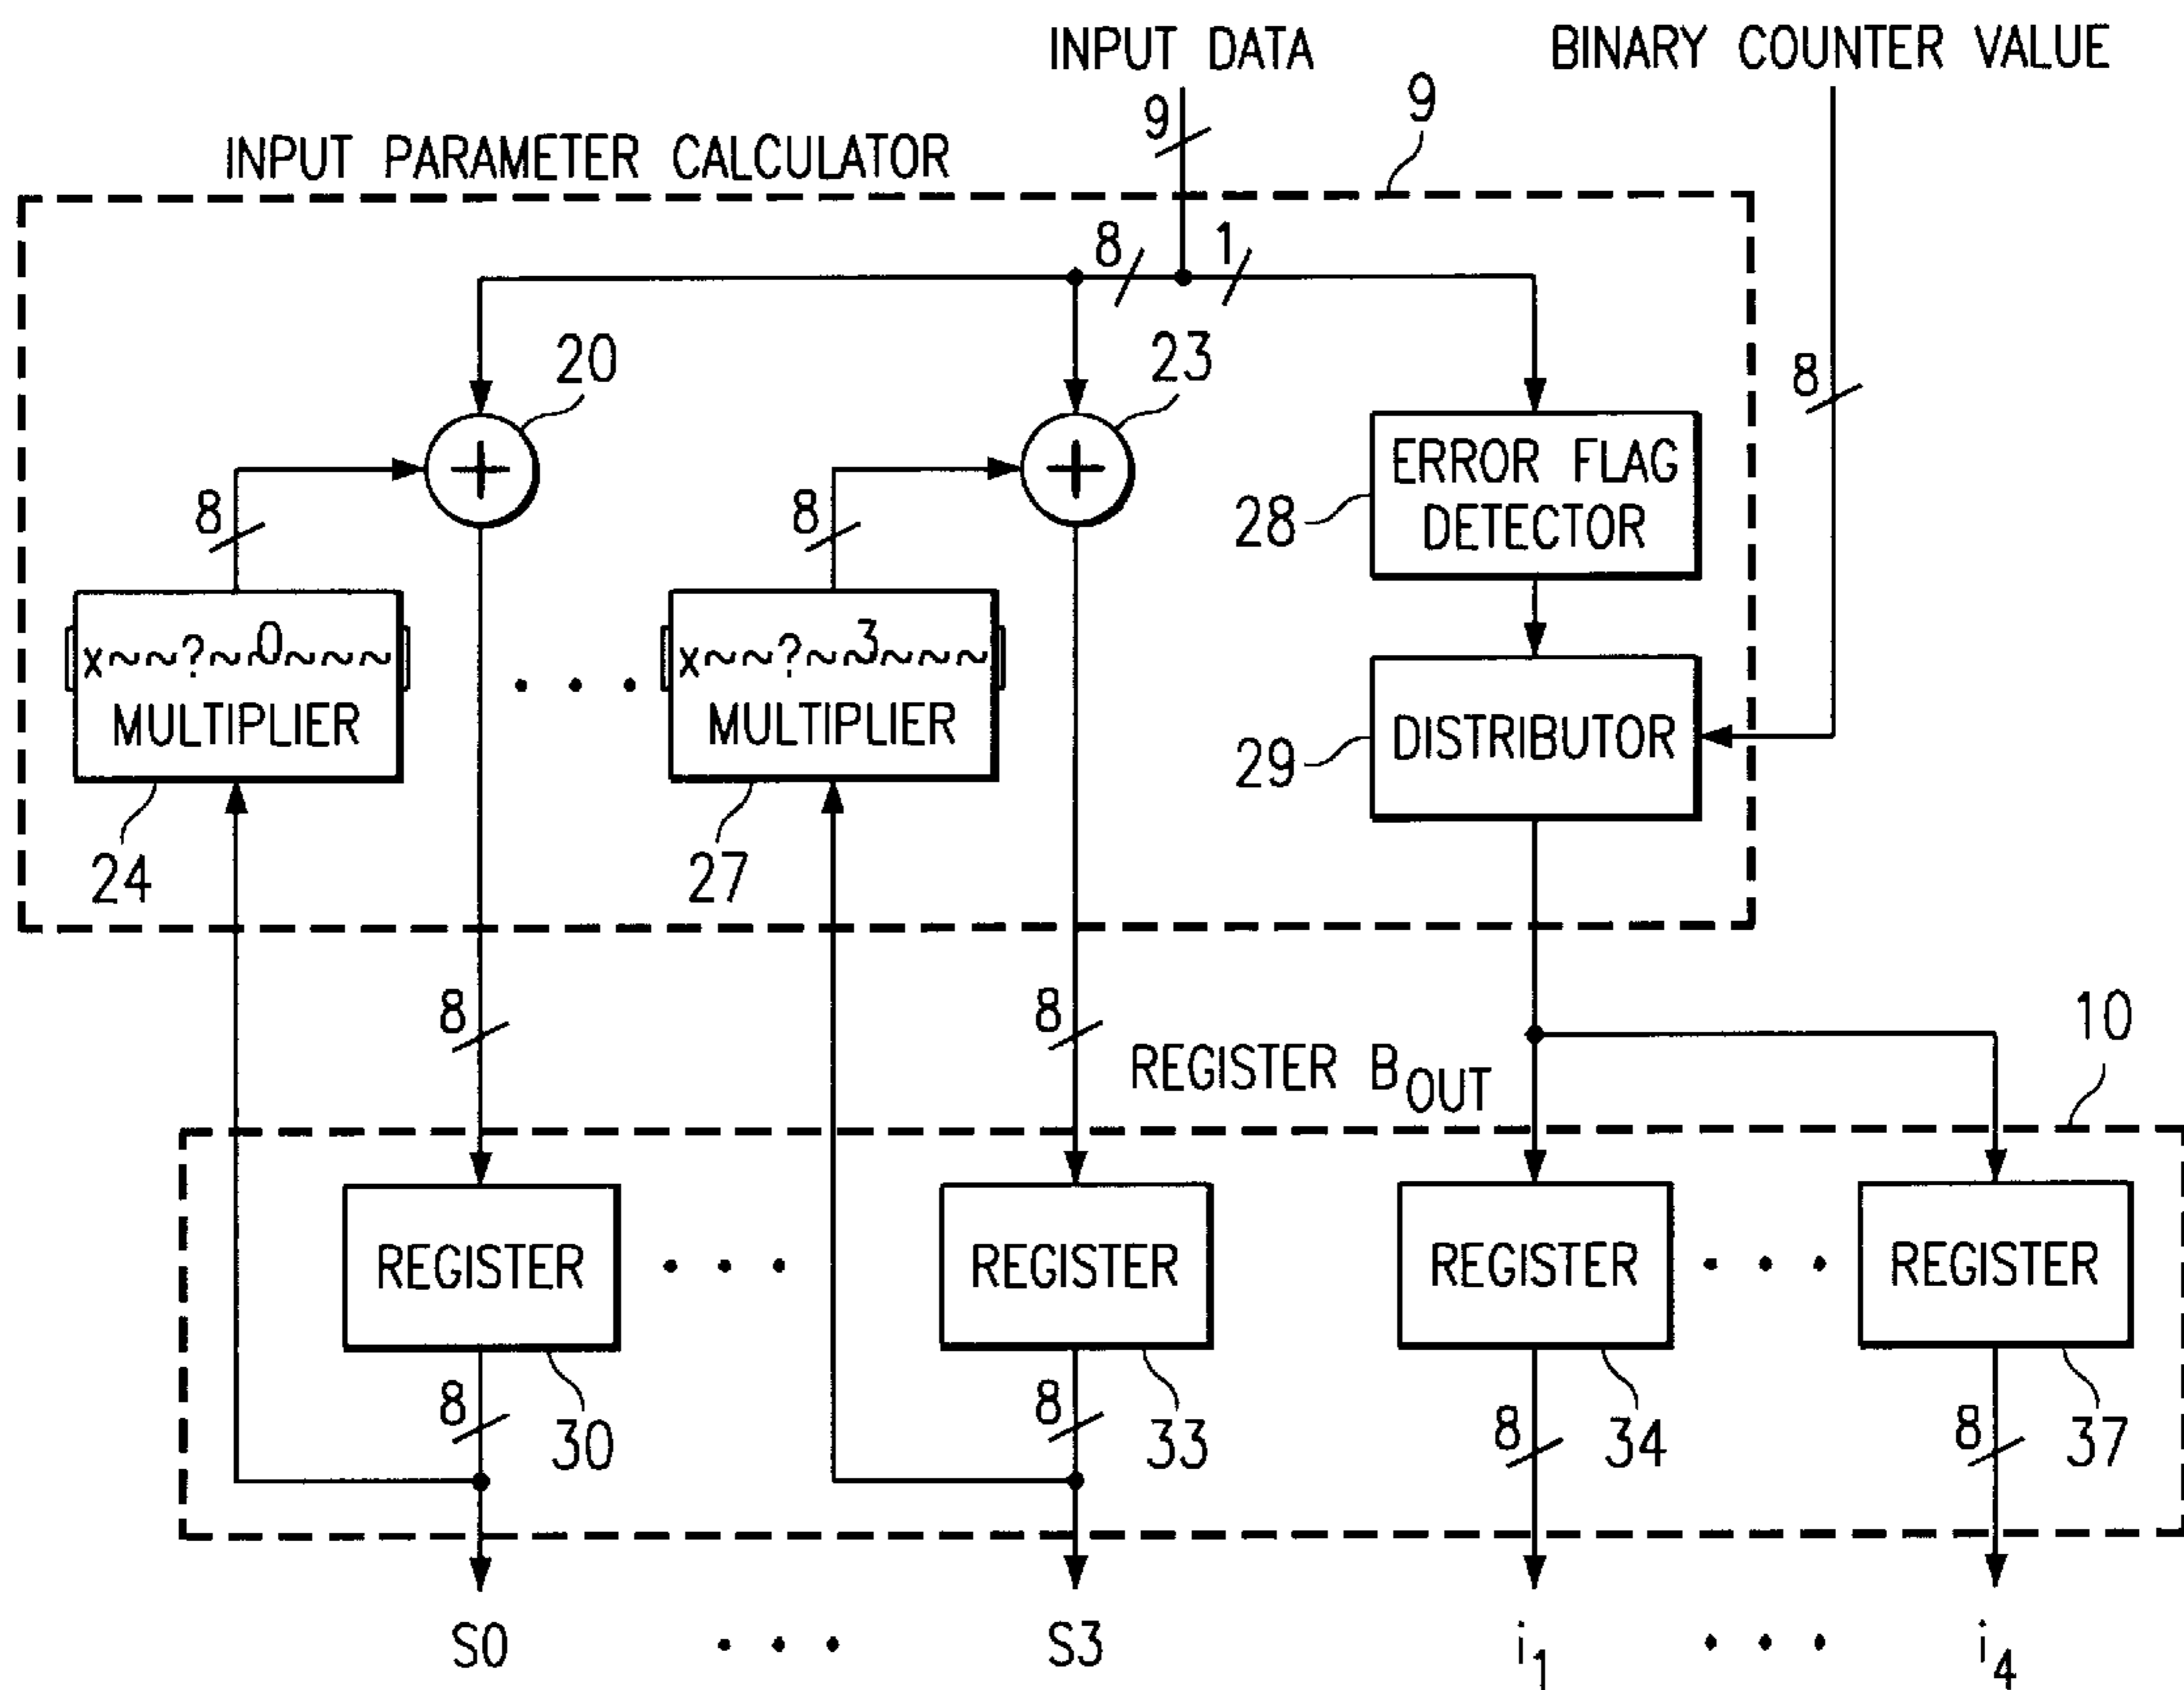 INPUT DATA
BINARY COUNTER VALUE
9
9
INPUT PARAMETER CALCULATOR
8
1
20
23
8
ERROR FLAG
DETECTOR
28
8
8
x~~?~~0~~~
MULTIPLIER
x~~?~~3~~~
MULTIPLIER
DISTRIBUTOR
29
24
27
8
8
10
REGISTER BOUT
REGISTER
REGISTER
REGISTER
REGISTER
8
30
8
33
8
34
8
37
S0
S3
i1
i4